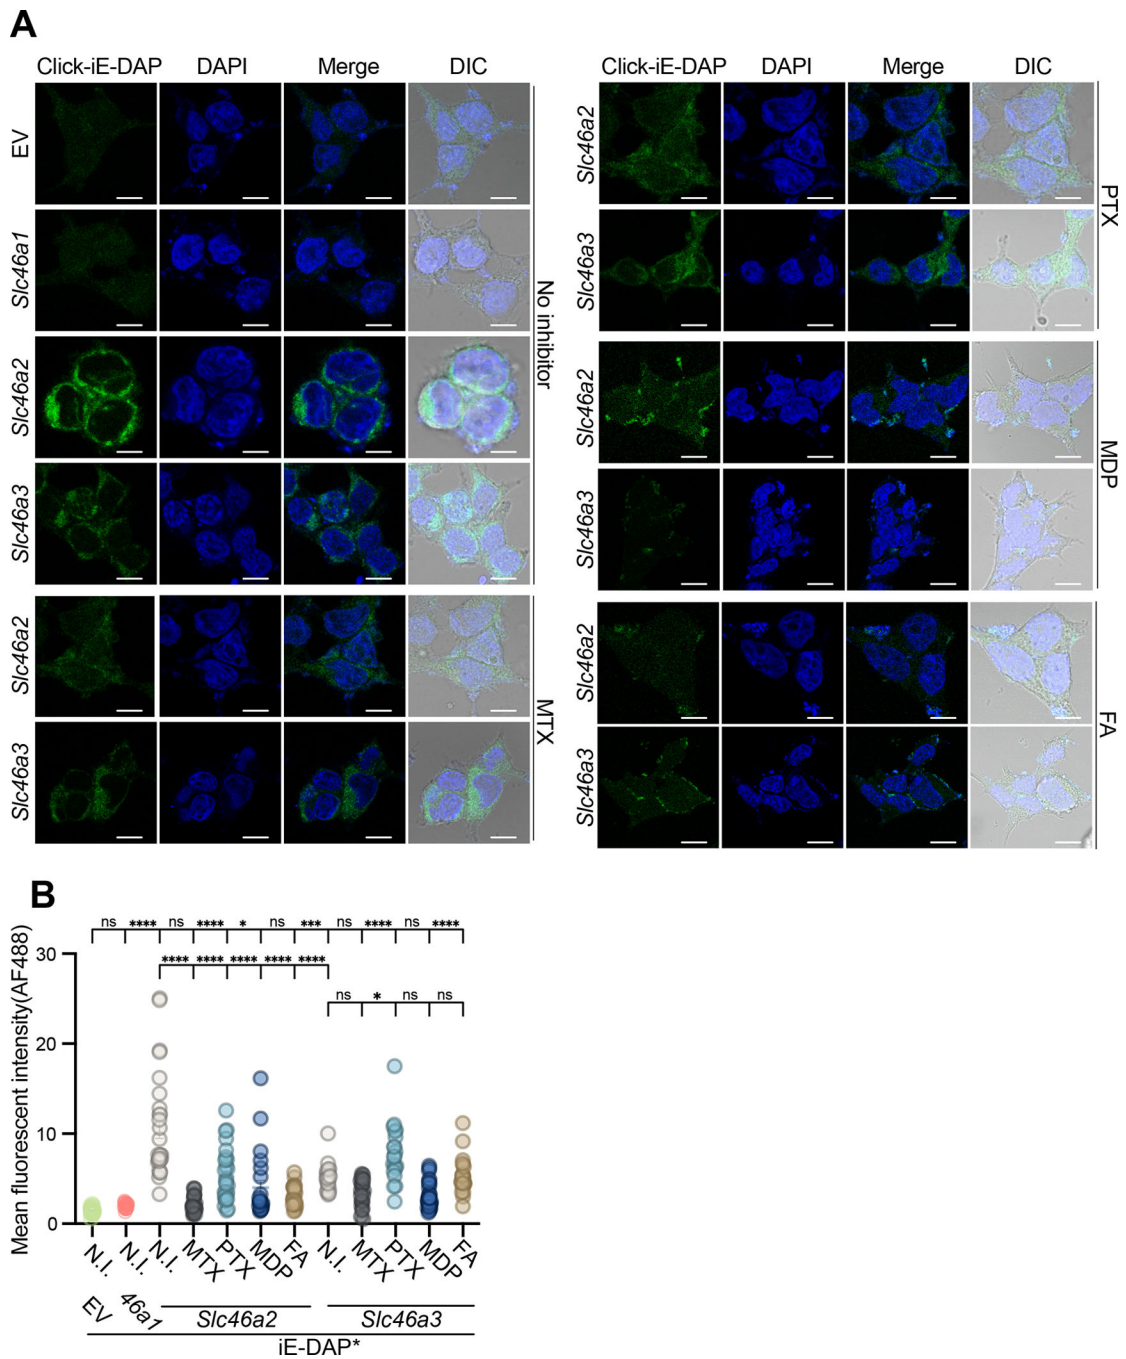 A
Click-iE-DAP DAPI Merge DIC
EV
Slc46a1
Slc46a2
Slc46a3
No inhibitor
Slc46a2
Slc46a3
MTX
Click-iE-DAP DAPI Merge DIC
Slc46a2
Slc46a3
PTX
Slc46a2
Slc46a3
MDP
Slc46a2
Slc46a3
FA
B
Mean fluorescent intensity(AF488)
ns **** ns **** * ns *** ns **** ns ****
**** **** **** **** ****
ns * ns ns
30
20
10
0
N.I. N.I. N.I. MTX PTX MDP FA N.I. MTX PTX MDP FA
EV 46a1 Slc46a2 Slc46a3
iE-DAP*